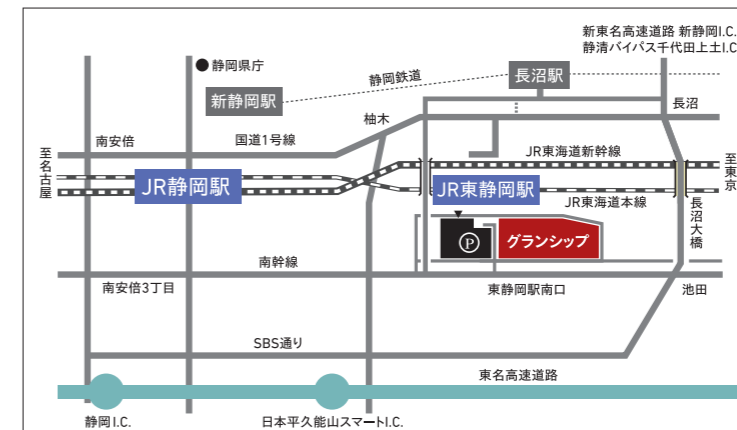 新東名高速道路 新静岡I.C.
静清バイパス千代田上土I.C.
静岡県庁
静岡鉄道
長沼駅
新静岡駅
長沼
柚木
南安倍
国道1号線
JR東海道新幹線
至名古屋
至東京
JR静岡駅
JR東静岡駅
JR東海道本線
長沼大橋
P
グランシップ
南幹線
南安倍3丁目
東静岡駅南口
池田
SBS通り
東名高速道路
静岡I.C.
日本平久能山スマートI.C.